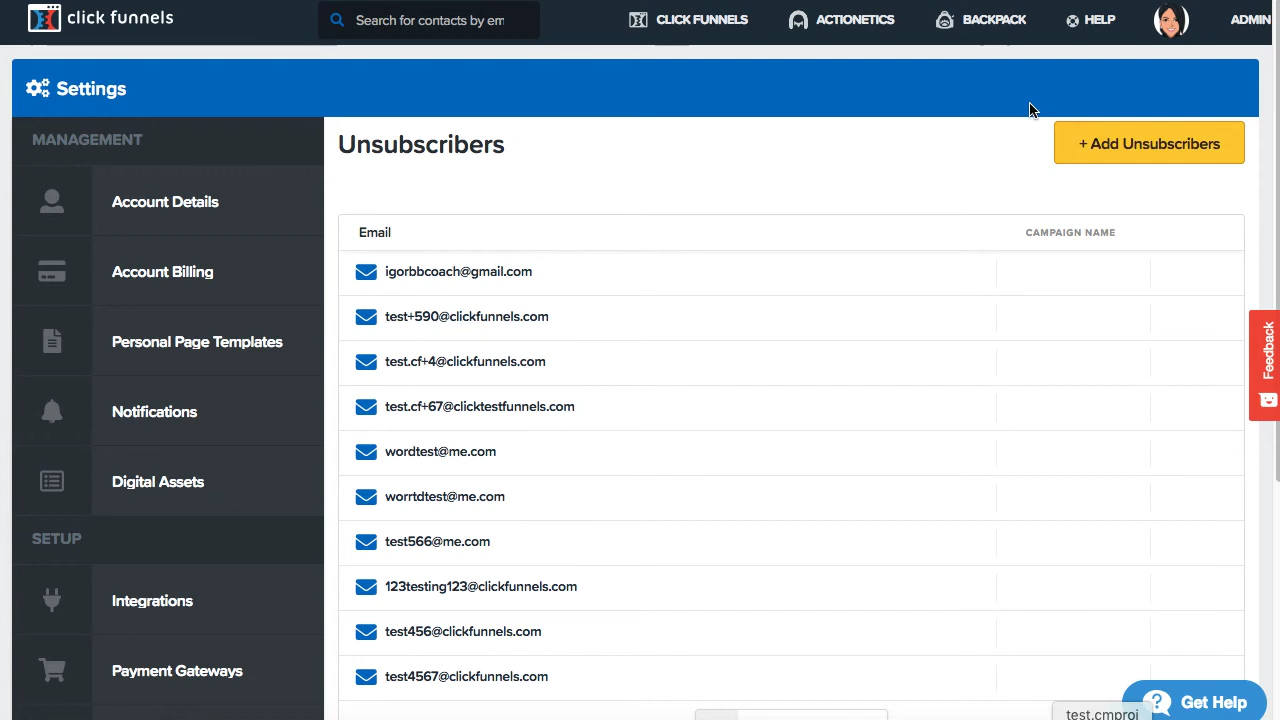 click funnels
Search for contacts by em
CLICK FUNNELS
ACTIONETICS
BACKPACK
HELP
ADMIN
Settings
MANAGEMENT
Account Details
Account Billing
Personal Page Templates
Notifications
Digital Assets
SETUP
Integrations
Payment Gateways
Unsubscribers
+ Add Unsubscribers
Email
CAMPAIGN NAME
igorbbcoach@gmail.com
test+590@clickfunnels.com
test.cf+4@clickfunnels.com
test.cf+67@clicktestfunnels.com
wordtest@me.com
worrtdtest@me.com
test566@me.com
123testing123@clickfunnels.com
test456@clickfunnels.com
test4567@clickfunnels.com
Feedback
Get Help
test.cmproj